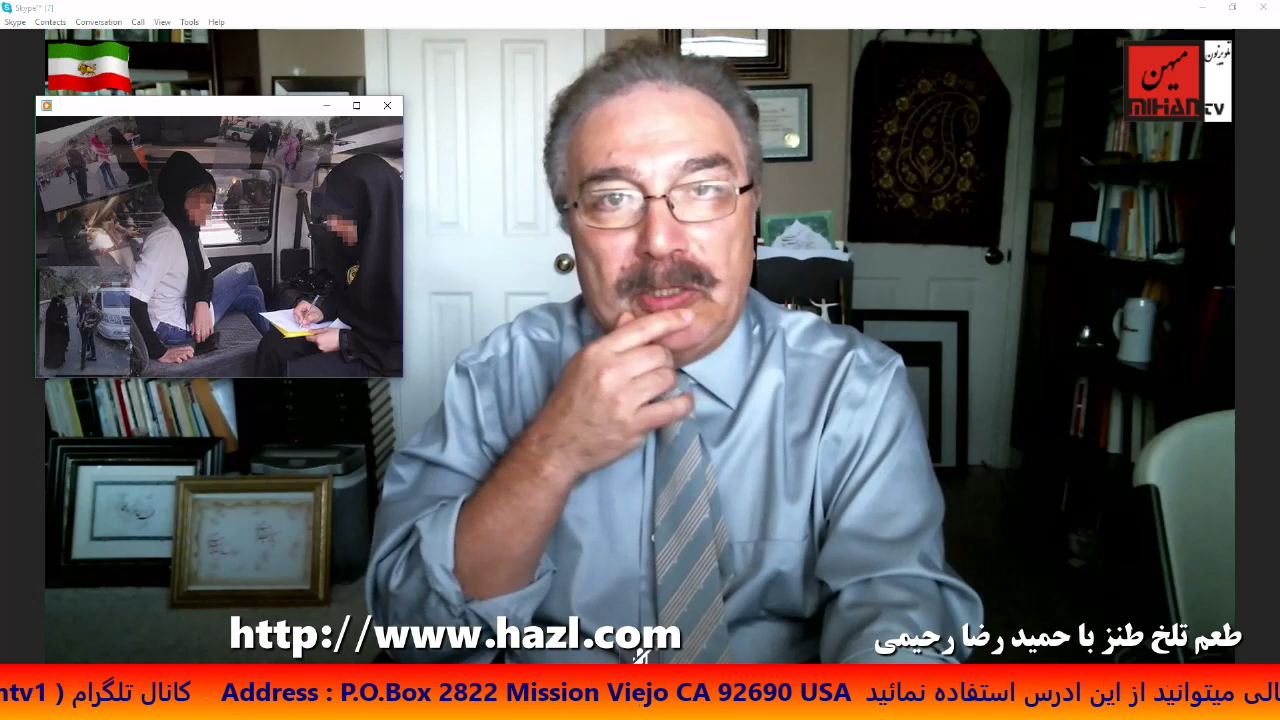 Skype™ [7]
Skype Contacts Conversation Call View Tools Help
میهن
تلویزیون
MIHAN TV
http://www.hazl.com
طعم تلخ طنز با حمید رضا رحیمی
الی میتوانید از این ادرس استفاده نمائید Address : P.O.Box 2822 Mission Viejo CA 92690 USA کانال تلگرام ( ntv1